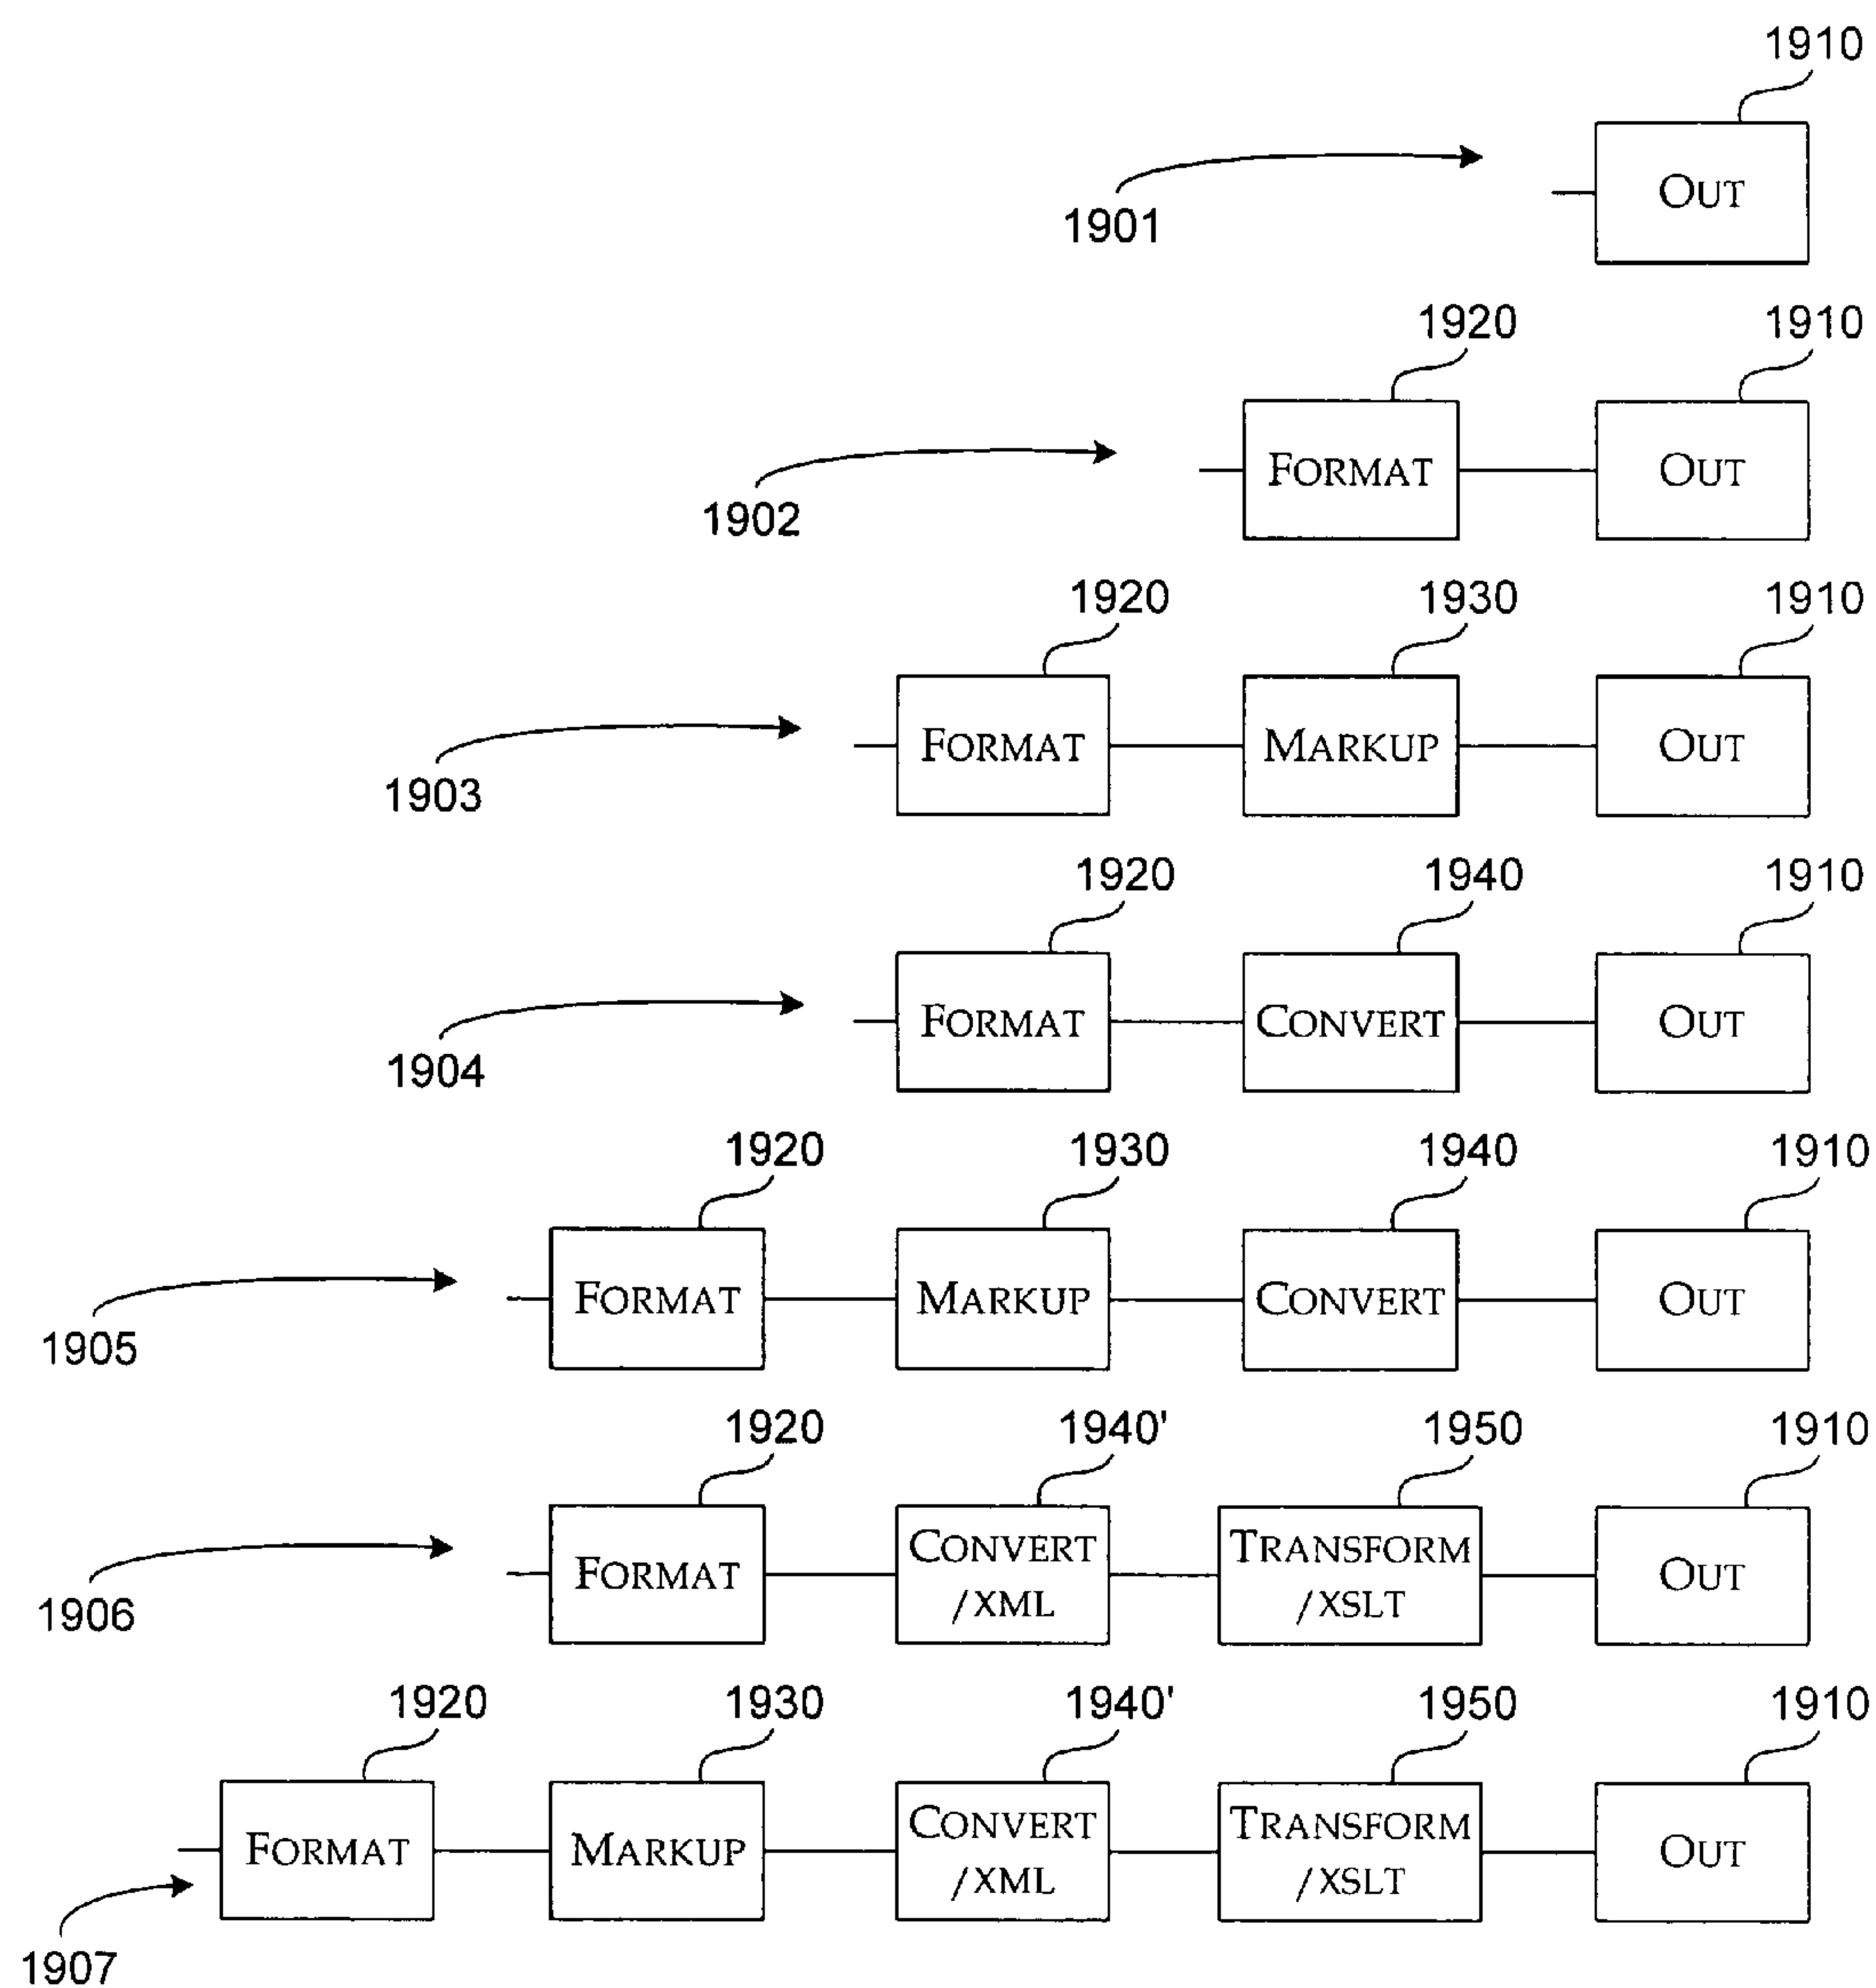 1910
OUT
1901
1920
1910
FORMAT
OUT
1902
1920
1930
1910
FORMAT
MARKUP
OUT
1903
1920
1940
1910
FORMAT
CONVERT
OUT
1904
1920
1930
1940
1910
FORMAT
MARKUP
CONVERT
OUT
1905
1920
1940'
1950
1910
FORMAT
CONVERT
/XML
TRANSFORM
/XSLT
OUT
1906
1920
1930
1940'
1950
1910
FORMAT
MARKUP
CONVERT
/XML
TRANSFORM
/XSLT
OUT
1907